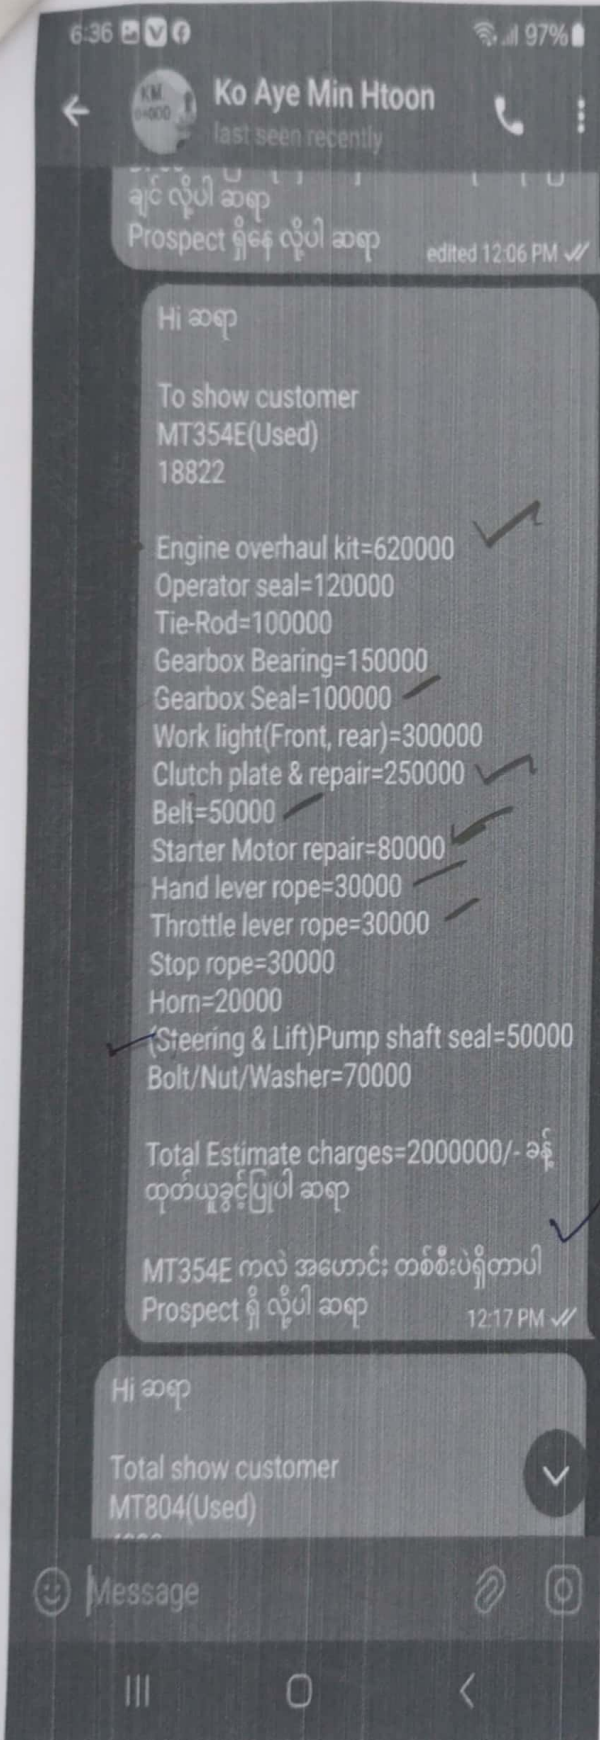 6:36
97%
Ko Aye Min Htoon
last seen recently
ချင် လို့ပါ ဆရာ
Prospect ရှိနေ လို့ပါ ဆရာ
edited 12:06 PM
Hi ဆရာ
To show customer
MT354E(Used)
18822
Engine overhaul kit=620000
Operator seal=120000
Tie-Rod=100000
Gearbox Bearing=150000
Gearbox Seal=100000
Work light(Front, rear)=300000
Clutch plate & repair=250000
Belt=50000
Starter Motor repair=80000
Hand lever rope=30000
Throttle lever rope=30000
Stop rope=30000
Horn=20000
(Steering & Lift)Pump shaft seal=50000
Bolt/Nut/Washer=70000
Total Estimate charges=2000000/- ခန့်
ထုတ်ယူခွင့်ပြုပါ ဆရာ
MT354E ကလဲ အဟောင်း တစ်စီးပဲရှိတာပါ
Prospect ရှိ လို့ပါ ဆရာ
12:17 PM
Hi ဆရာ
Total show customer
MT804(Used)
Message